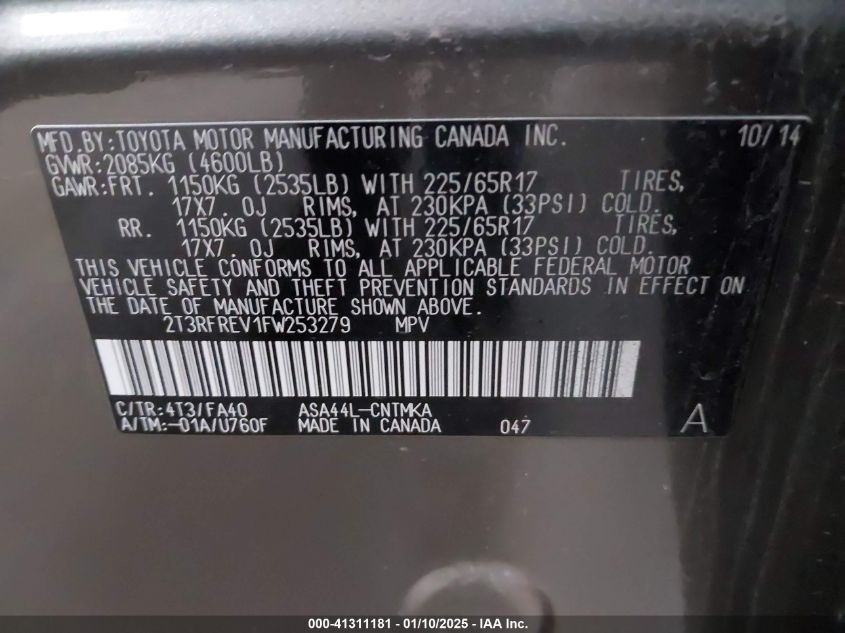 MFD.BY:TOYOTA MOTOR MANUFACTURING CANADA INC. 10/14
GVWR:2085KG (4600LB)
GAWR:FRT. 1150KG (2535LB) WITH 225/65R17 TIRES,
17X7.0J RIMS, AT 230KPA (33PSI) COLD.
RR. 1150KG (2535LB) WITH 225/65R17 TIRES,
17X7.0J RIMS, AT 230KPA (33PSI) COLD.
THIS VEHICLE CONFORMS TO ALL APPLICABLE FEDERAL MOTOR
VEHICLE SAFETY AND THEFT PREVENTION STANDARDS IN EFFECT ON
THE DATE OF MANUFACTURE SHOWN ABOVE.
2T3RFREV1FW253279 MPV
C/TR:4T3/FA40 ASA44L-CNTMKA
A/TM:-01A/U760F MADE IN CANADA 047 A
000-41311181 - 01/10/2025 - IAA Inc.